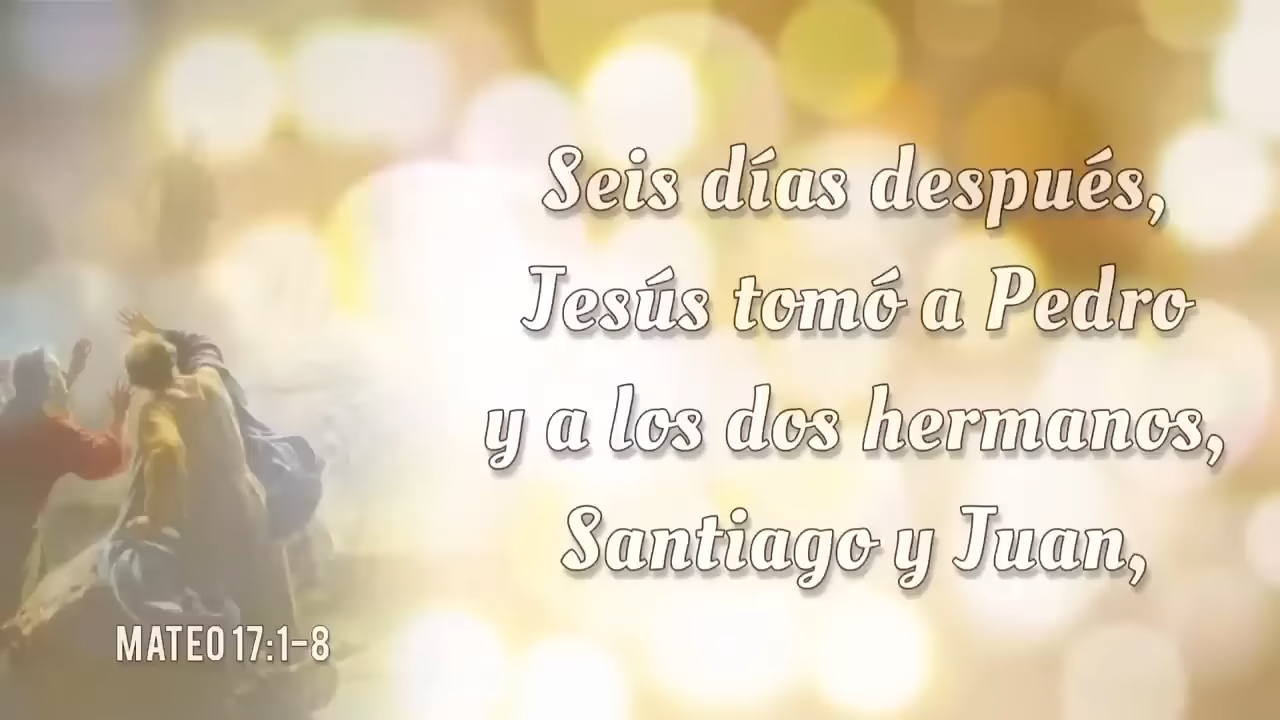 Seis días después,
Jesús tomó a Pedro
y a los dos hermanos,
Santiago y Juan,
MATEO 17:1-8